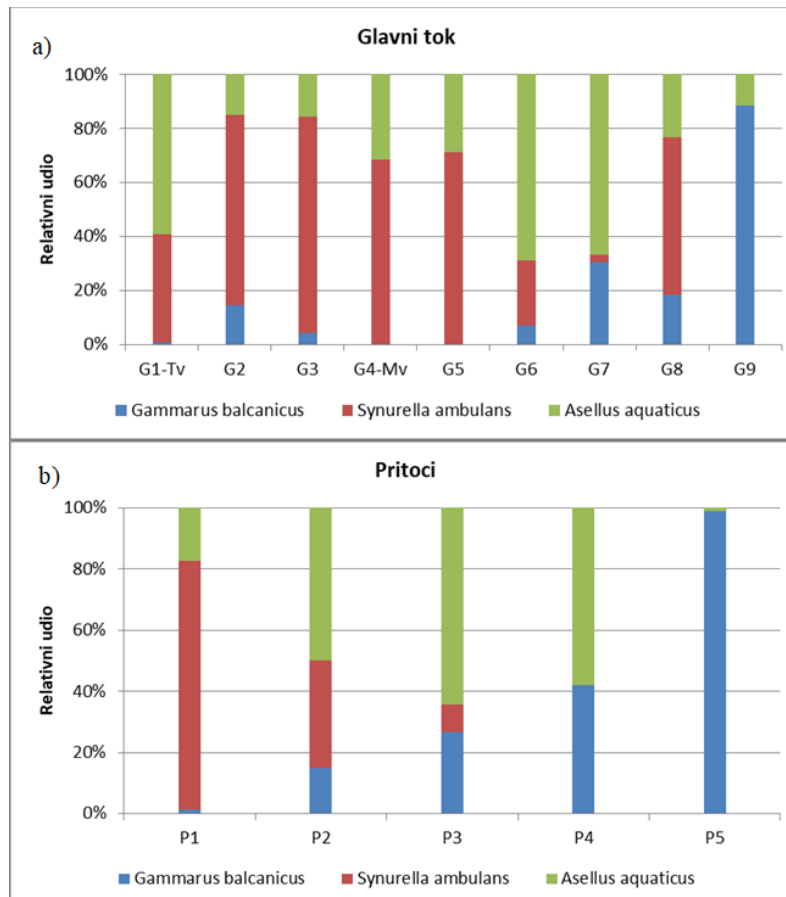 a)
Glavni tok
Relativni udio
100%
80%
60%
40%
20%
0%
G1-Tv G2 G3 G4-Mv G5 G6 G7 G8 G9
Gammarus balcanicus Synurella ambulans Asellus aquaticus
b)
Pritoci
Relativni udio
100%
80%
60%
40%
20%
0%
P1 P2 P3 P4 P5
Gammarus balcanicus Synurella ambulans Asellus aquaticus